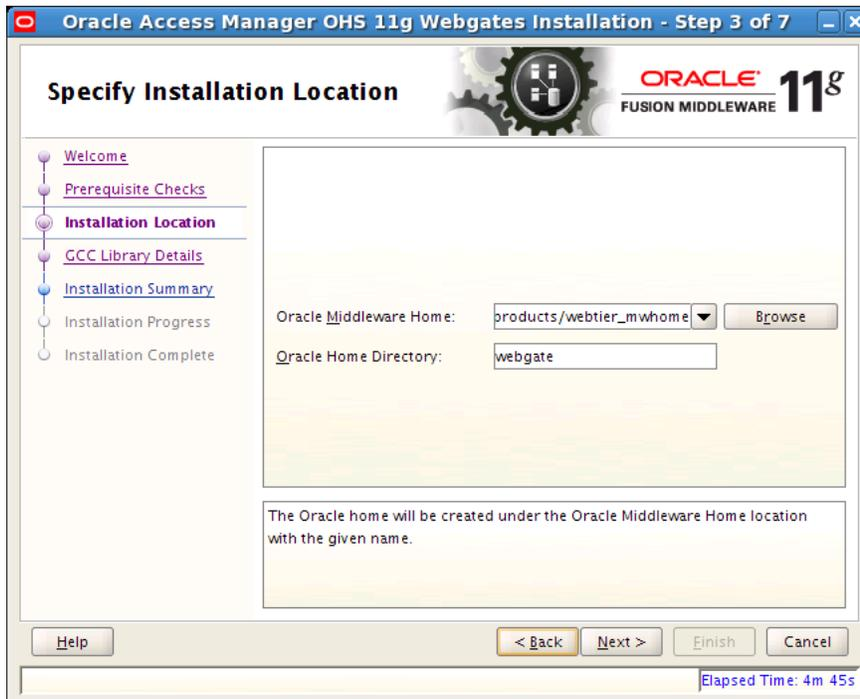 Oracle Access Manager OHS 11g Webgates Installation - Step 3 of 7
Specify Installation Location
ORACLE
FUSION MIDDLEWARE 11g
Welcome
Prerequisite Checks
Installation Location
GCC Library Details
Installation Summary
Installation Progress
Installation Complete
Oracle Middleware Home: products/webtier_mwhome Browse
Oracle Home Directory: webgate
The Oracle home will be created under the Oracle Middleware Home location
with the given name.
Help < Back Next > Finish Cancel
Elapsed Time: 4m 45s